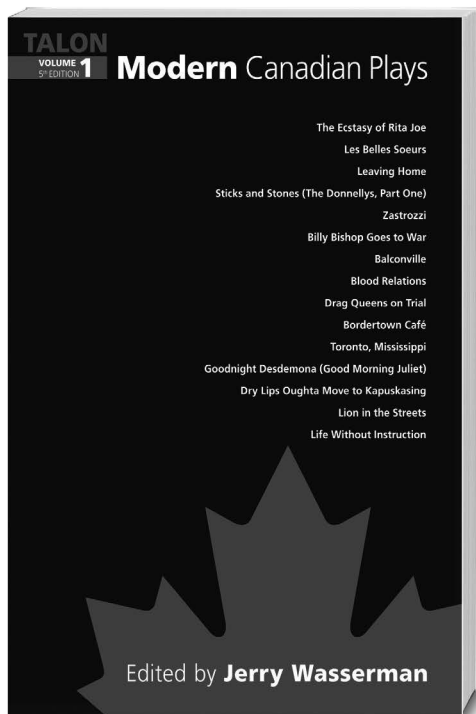 TALON
VOLUME 1
5TH EDITION
Modern Canadian Plays
The Ecstasy of Rita Joe
Les Belles Soeurs
Leaving Home
Sticks and Stones (The Donnellys, Part One)
Zastrozzi
Billy Bishop Goes to War
Balconville
Blood Relations
Drag Queens on Trial
Bordertown Café
Toronto, Mississippi
Goodnight Desdemona (Good Morning Juliet)
Dry Lips Oughta Move to Kapuskasing
Lion in the Streets
Life Without Instruction
Edited by Jerry Wasserman